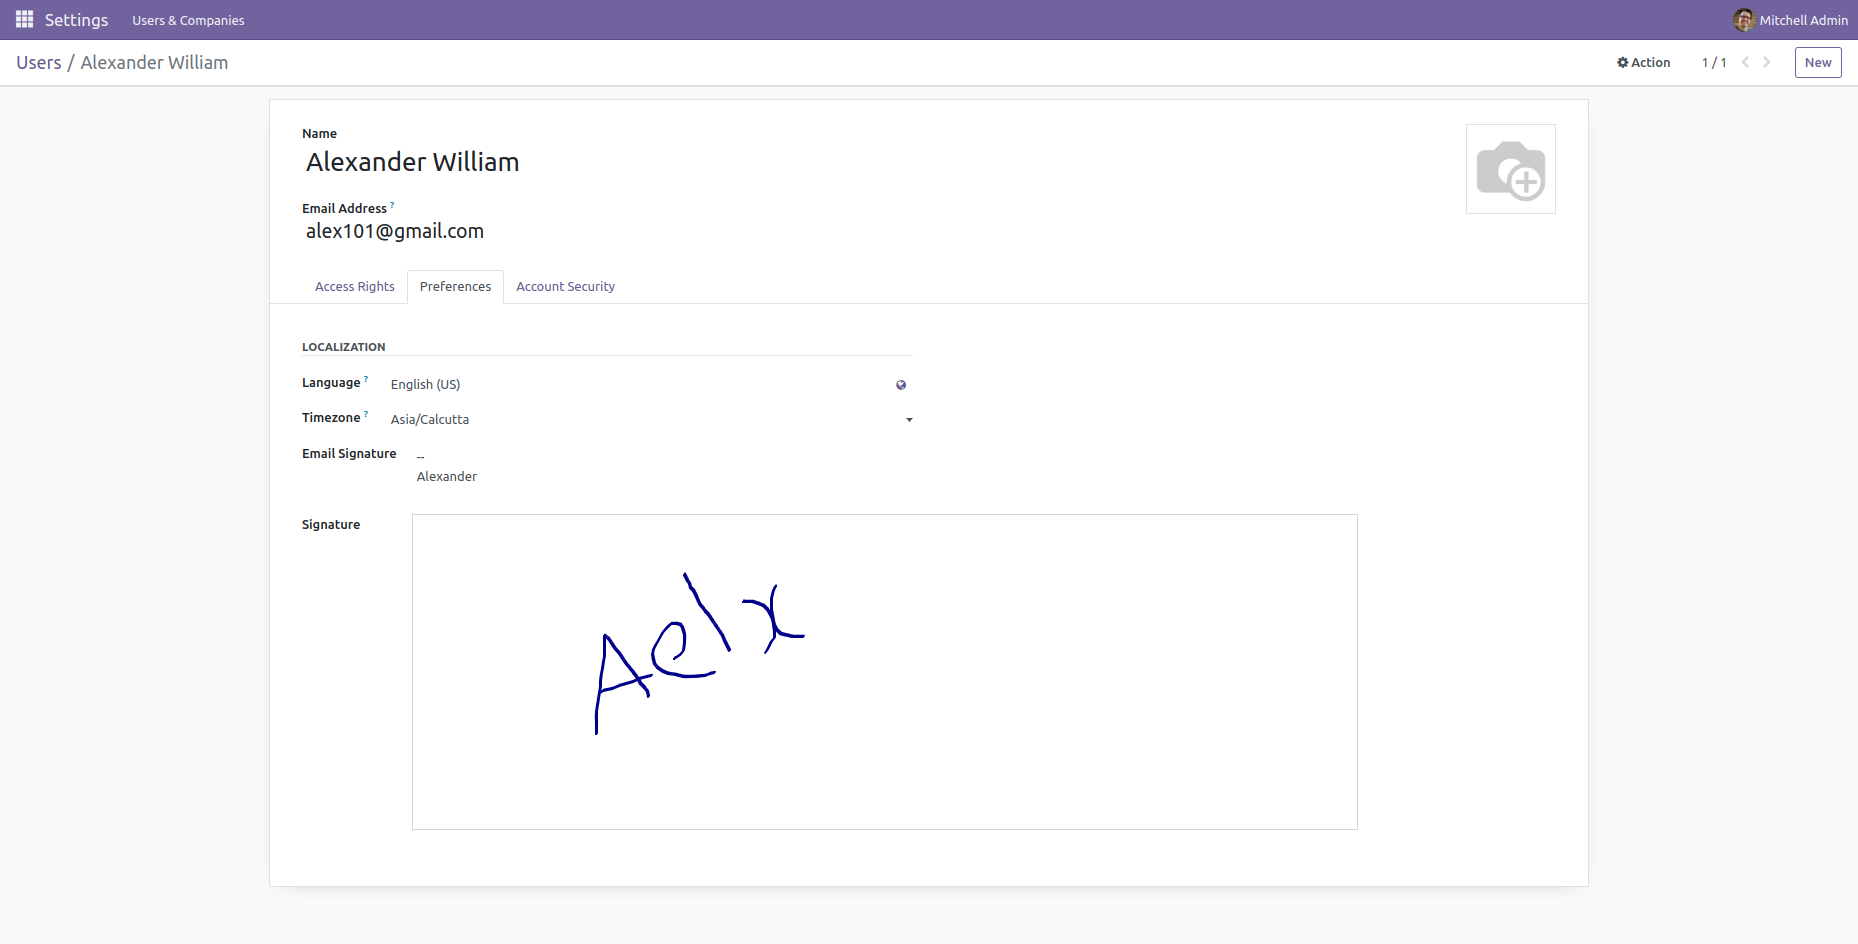 Settings Users & Companies Mitchell Admin
Users / Alexander William Action 1 / 1 New
Name
Alexander William
Email Address ?
alex101@gmail.com
Access Rights Preferences Account Security
LOCALIZATION
Language ? English (US)
Timezone ? Asia/Calcutta
Email Signature --
Alexander
Signature
Aelx